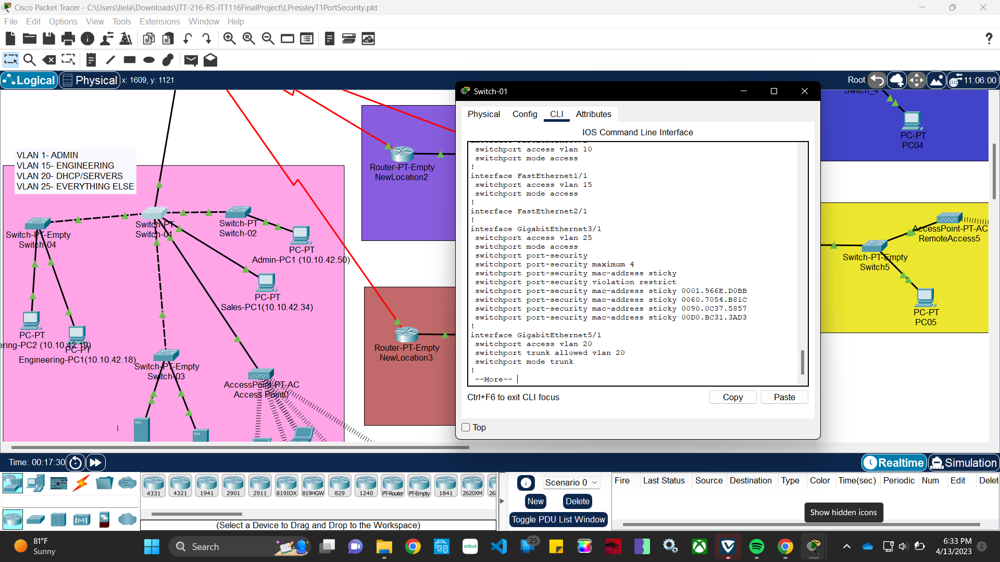 Cisco Packet Tracer - C:\Users\liela\Downloads\ITT-216-RS-ITT116FinalProject\LPressleyT1PortSecurity.pkt
File Edit Options View Tools Extensions Window Help
?
Logical Physical x: 1609, y: 1121
Root 11:06:00
VLAN 1- ADMIN
VLAN 15- ENGINEERING
VLAN 20- DHCP/SERVERS
VLAN 25- EVERYTHING ELSE
Switch-PT-Empty
Switch-04
Switch-PT
Switch-01
Switch-PT
Switch-02
PC-PT
Admin-PC1 (10.10.42.50)
PC-PT
Sales-PC1(10.10.42.34)
PC-PT
ering-PC2 (10.10.42.19)
PC-PT
Engineering-PC1(10.10.42.18)
Switch-PT-Empty
Switch-03
AccessPoint-PT-AC
Access Point0
Router-PT-Empty
NewLocation2
Router-PT-Empty
NewLocation3
Switch_4
PC-PT
PC04
AccessPoint-PT-AC
RemoteAccess5
Switch-PT-Empty
Switch5
PC-PT
PC05
Switch-01
Physical Config CLI Attributes
IOS Command Line Interface
switchport access vlan 10
switchport mode access
!
interface FastEthernet1/1
switchport access vlan 15
switchport mode access
!
interface FastEthernet2/1
!
interface GigabitEthernet3/1
switchport access vlan 25
switchport mode access
switchport port-security
switchport port-security maximum 4
switchport port-security mac-address sticky
switchport port-security violation restrict
switchport port-security mac-address sticky 0001.966E.D0BB
switchport port-security mac-address sticky 0060.7054.B81C
switchport port-security mac-address sticky 0090.0C37.5857
switchport port-security mac-address sticky 00D0.BC31.3AD3
!
interface GigabitEthernet5/1
switchport access vlan 20
switchport trunk allowed vlan 20
switchport mode trunk
!
--More--
Ctrl+F6 to exit CLI focus
Copy Paste
Top
Time: 00:17:30
Realtime Simulation
4331 4321 1941 2901 2911 819IOX 819HGW 829 1240 PT-Router PT-Empty 1841 2620XM 26
(Select a Device to Drag and Drop to the Workspace)
Scenario 0
New Delete
Toggle PDU List Window
Fire Last Status Source Destination Type Color Time(sec) Periodic Num Edit Delet
Show hidden icons
81°F
Sunny
Search
cricut
25
6:33 PM
4/13/2023
2